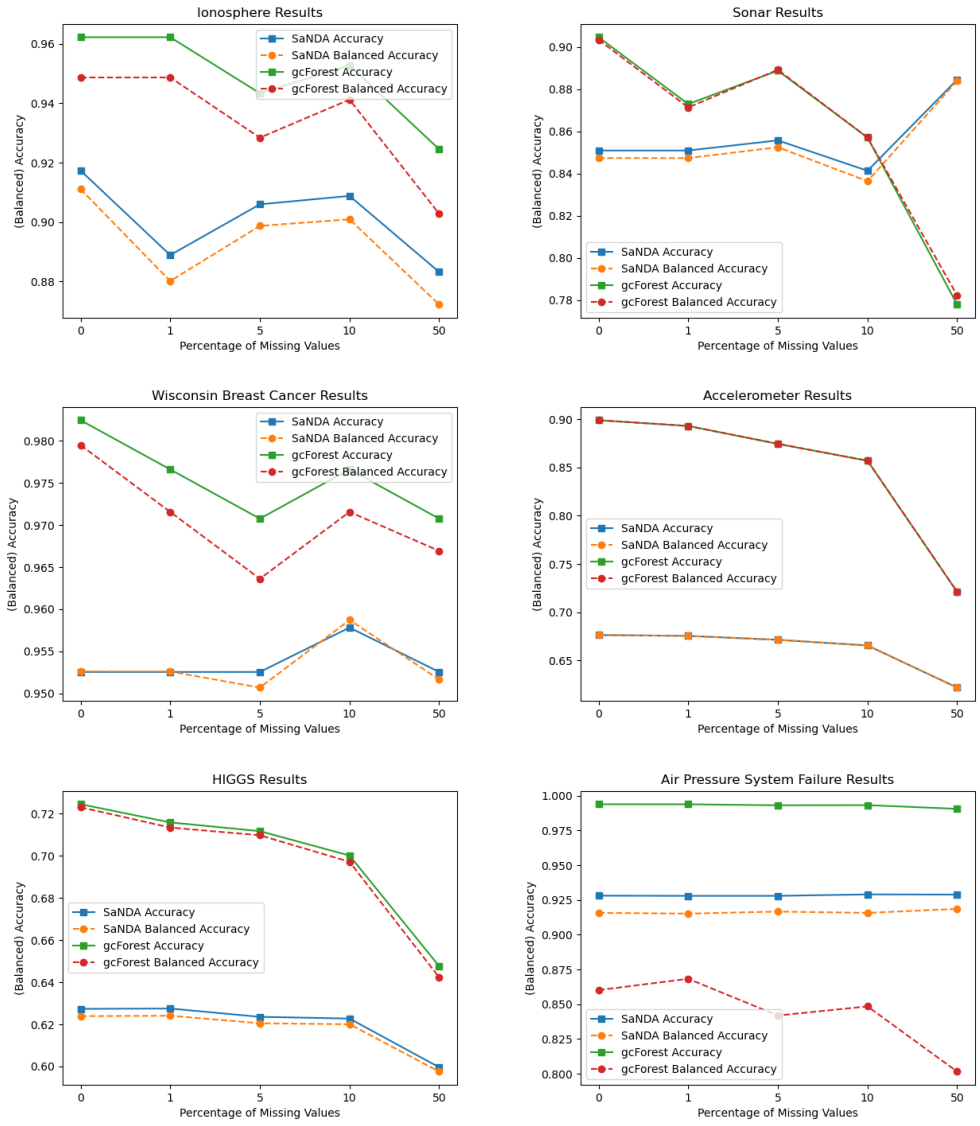 Ionosphere Results
(Balanced) Accuracy
0.96
0.94
0.92
0.90
0.88
SaNDA Accuracy
SaNDA Balanced Accuracy
gcForest Accuracy
gcForest Balanced Accuracy
0 1 5 10 50
Percentage of Missing Values
Sonar Results
(Balanced) Accuracy
0.90
0.88
0.86
0.84
0.82
0.80
0.78
SaNDA Accuracy
SaNDA Balanced Accuracy
gcForest Accuracy
gcForest Balanced Accuracy
0 1 5 10 50
Percentage of Missing Values
Wisconsin Breast Cancer Results
(Balanced) Accuracy
0.980
0.975
0.970
0.965
0.960
0.955
0.950
SaNDA Accuracy
SaNDA Balanced Accuracy
gcForest Accuracy
gcForest Balanced Accuracy
0 1 5 10 50
Percentage of Missing Values
Accelerometer Results
(Balanced) Accuracy
0.90
0.85
0.80
0.75
0.70
0.65
SaNDA Accuracy
SaNDA Balanced Accuracy
gcForest Accuracy
gcForest Balanced Accuracy
0 1 5 10 50
Percentage of Missing Values
HIGGS Results
(Balanced) Accuracy
0.72
0.70
0.68
0.66
0.64
0.62
0.60
SaNDA Accuracy
SaNDA Balanced Accuracy
gcForest Accuracy
gcForest Balanced Accuracy
0 1 5 10 50
Percentage of Missing Values
Air Pressure System Failure Results
(Balanced) Accuracy
1.000
0.975
0.950
0.925
0.900
0.875
0.850
0.825
0.800
SaNDA Accuracy
SaNDA Balanced Accuracy
gcForest Accuracy
gcForest Balanced Accuracy
0 1 5 10 50
Percentage of Missing Values